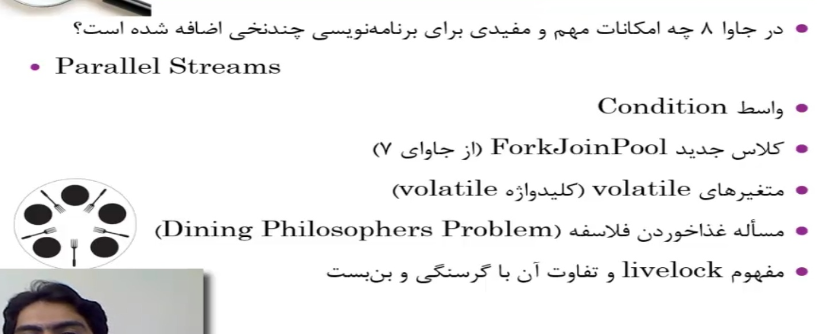 در جاوا ۸ چه امکانات مهم و مفیدی برای برنامه‌نویسی چندنخی اضافه شده است؟
Parallel Streams
واسط Condition
کلاس جدید ForkJoinPool (از جاوای ۷)
متغیرهای volatile (کلیدواژه volatile)
مسأله غذاخوردن فلاسفه (Dining Philosophers Problem)
مفهوم livelock و تفاوت آن با گرسنگی و بن‌بست